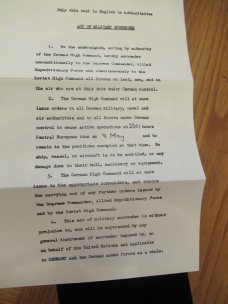 Only this text in English is authoritative
ACT OF MILITARY SURRENDER
1. We the undersigned, acting by authority
of the German High Command, hereby surrender
unconditionally to the Supreme Commander, Allied
Expeditionary Force and simultaneously to the
Soviet High Command all forces on land, sea, and in
the air who are at this date under German control.
2. The German High Command will at once
issue orders to all German military, naval and
air authorities and to all forces under German
control to cease active operations at 2301 hours
Central European time on 8 May and to
remain in the positions occupied at that time. No
ship, vessel, or aircraft is to be scuttled, or any
damage done to their hull, machinery or equipment.
3. The German High Command will at once
issue to the appropriate commanders, and ensure
the carrying out of any further orders issued by
the Supreme Commander, Allied Expeditionary Force
and by the Soviet High Command.
4. This act of military surrender is without
prejudice to, and will be superseded by any
general instrument of surrender imposed by, or
on behalf of the United Nations and applicable
to GERMANY and the German armed forces as a whole.